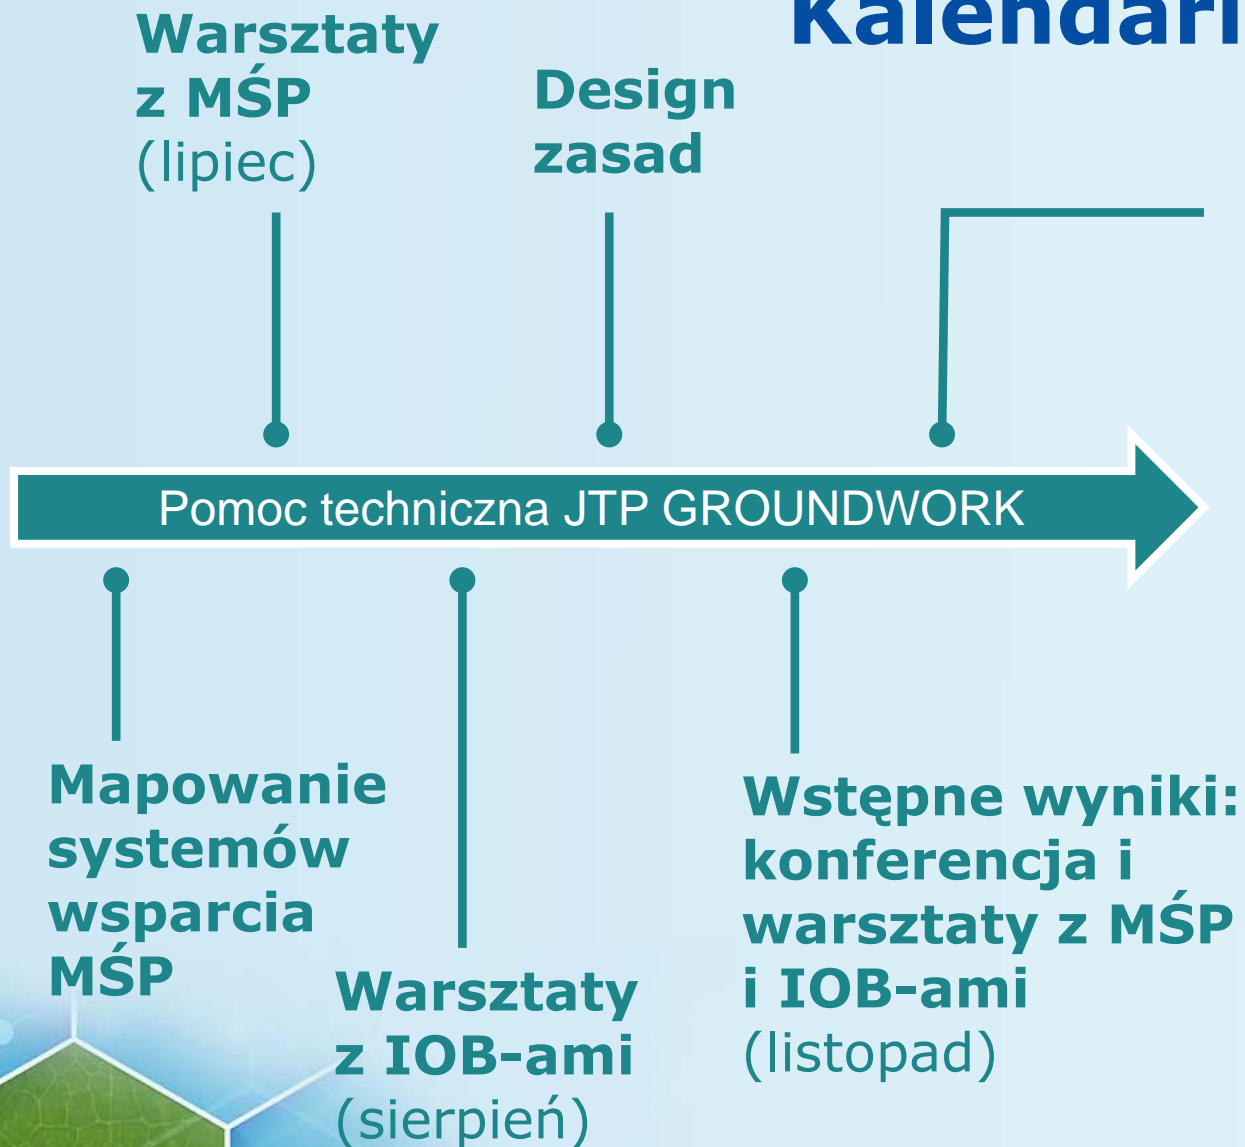 Kalendari
Warsztaty
z MŚP
(lipiec)
Design
zasad
Pomoc techniczna JTP GROUNDWORK
Mapowanie
systemów
wsparcia
MŚP
Warsztaty
z IOB-ami
(sierpień)
Wstępne wyniki:
konferencja i
warsztaty z MŚP
i IOB-ami
(listopad)